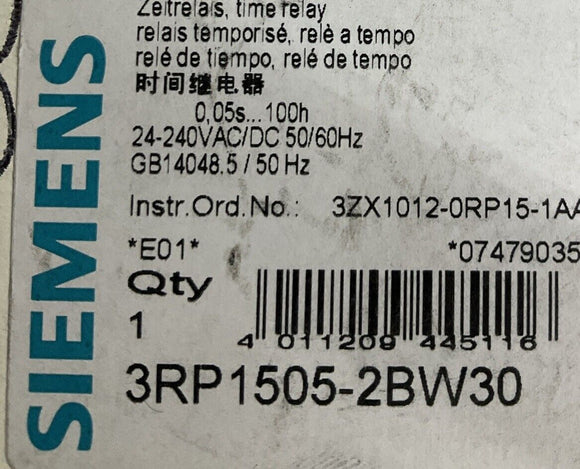 SIEMENS
Zeitrelais, time relay
relais temporisé, relè a tempo
relé de tiempo, relé de tempo
时间继电器
0,05s...100h
24-240VAC/DC 50/60Hz
GB14048.5 / 50 Hz
Instr.Ord.No.: 3ZX1012-0RP15-1AA
*E01* *07479035
Qty
1
4 011209 445116
3RP1505-2BW30